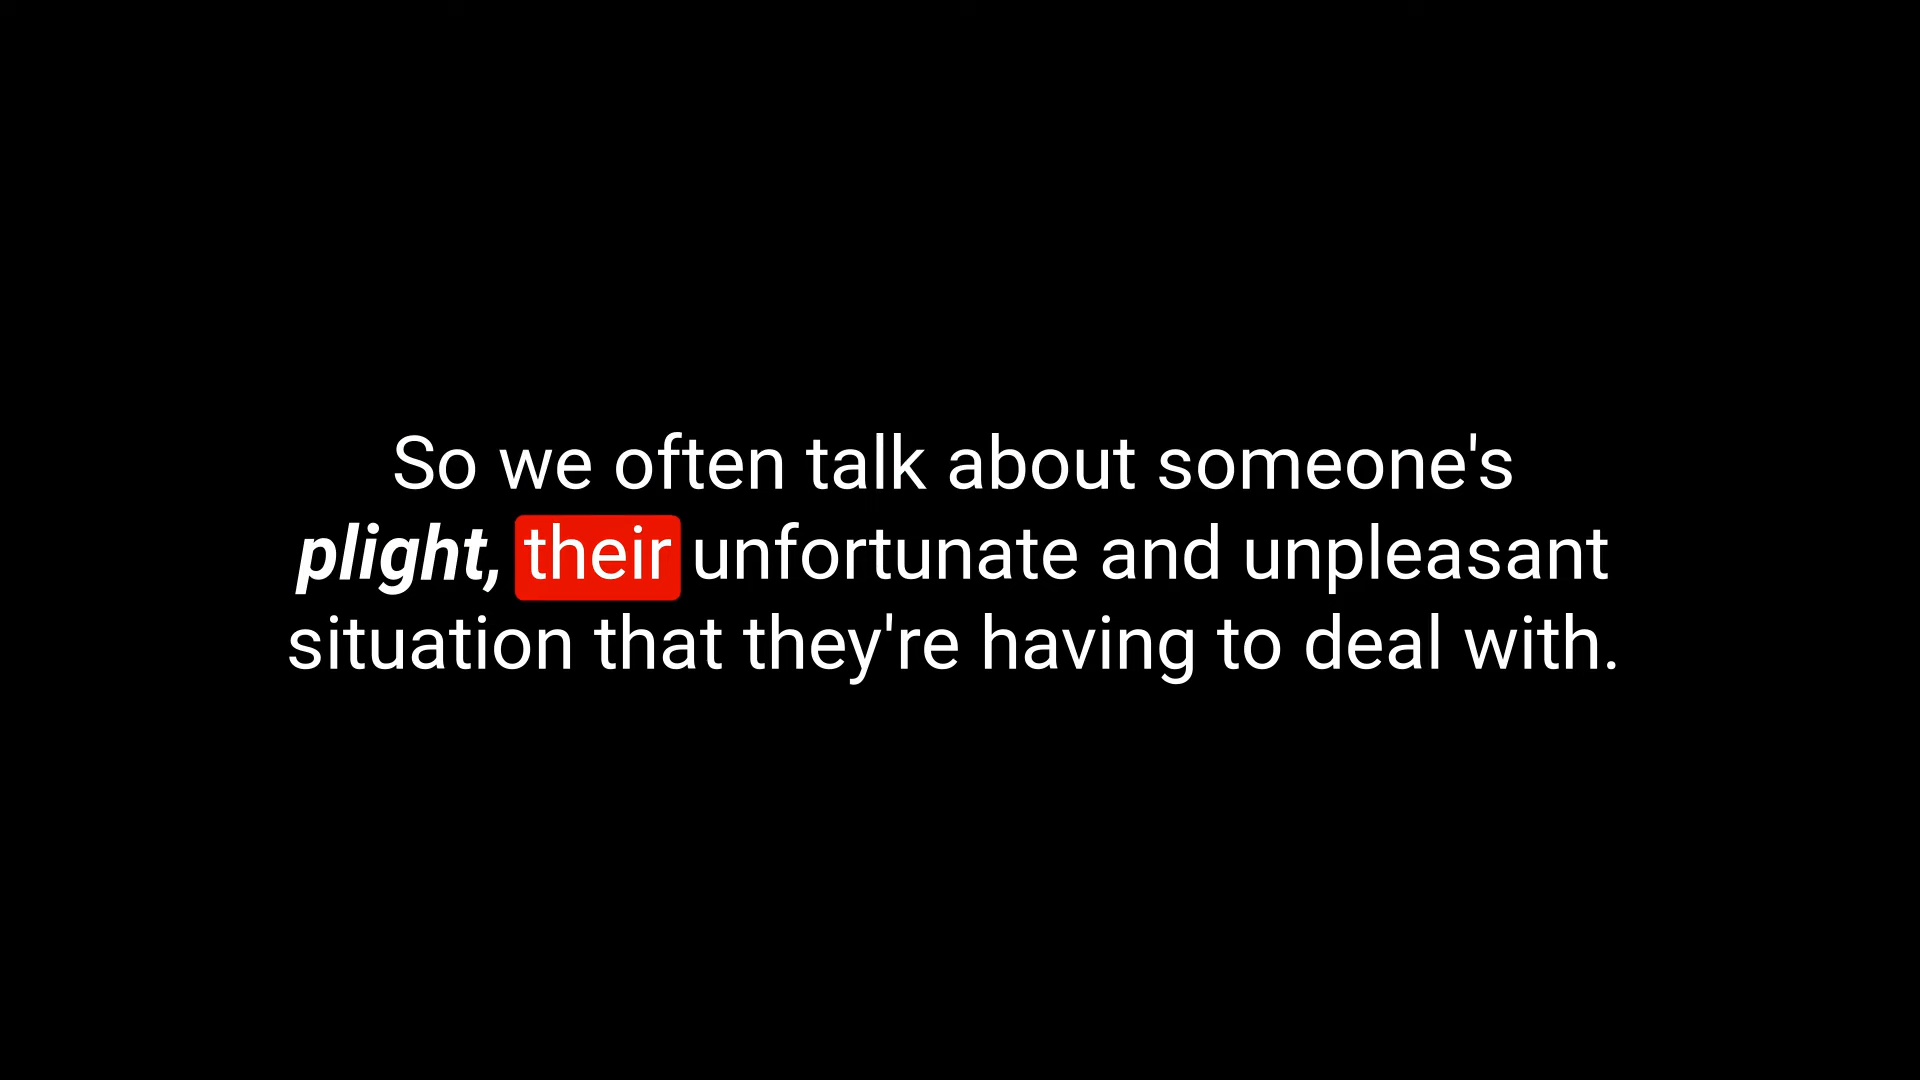 So we often talk about someone's
plight, their unfortunate and unpleasant
situation that they're having to deal with.